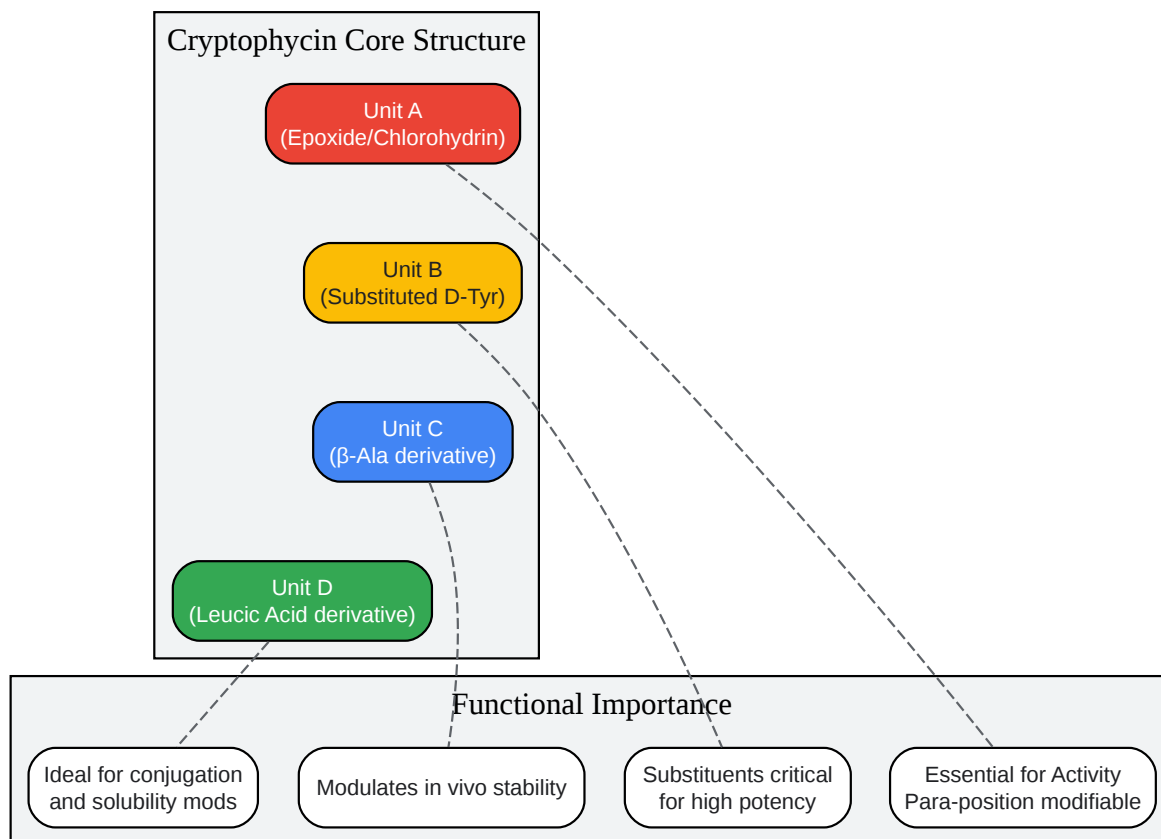 Cryptophycin Core Structure
Unit A
(Epoxide/Chlorohydrin)
Unit B
(Substituted D-Tyr)
Unit C
(β-Ala derivative)
Unit D
(Leucic Acid derivative)
Functional Importance
Ideal for conjugation
and solubility mods
Modulates in vivo stability
Substituents critical
for high potency
Essential for Activity
Para-position modifiable